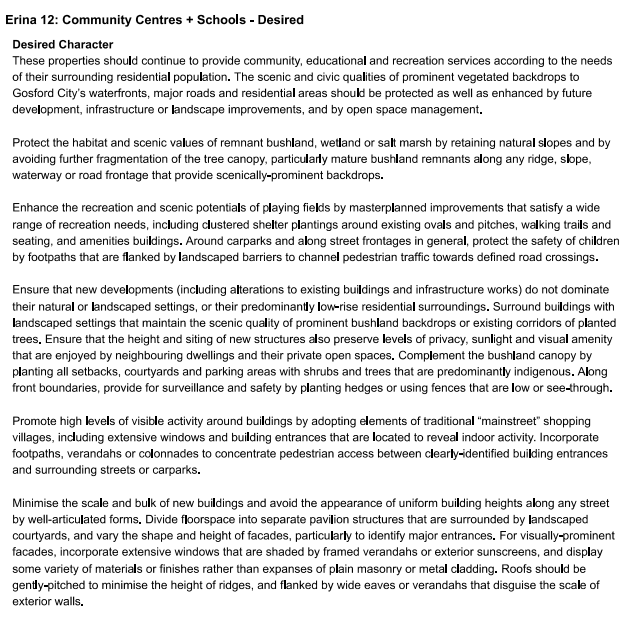 Erina 12: Community Centres + Schools - Desired
Desired Character
These properties should continue to provide community, educational and recreation services according to the needs
of their surrounding residential population. The scenic and civic qualities of prominent vegetated backdrops to
Gosford City's waterfronts, major roads and residential areas should be protected as well as enhanced by future
development, infrastructure or landscape improvements, and by open space management.
Protect the habitat and scenic values of remnant bushland, wetland or salt marsh by retaining natural slopes and by
avoiding further fragmentation of the tree canopy, particularly mature bushland remnants along any ridge, slope,
waterway or road frontage that provide scenically-prominent backdrops.
Enhance the recreation and scenic potentials of playing fields by masterplanned improvements that satisfy a wide
range of recreation needs, including clustered shelter plantings around existing ovals and pitches, walking trails and
seating, and amenities buildings. Around carparks and along street frontages in general, protect the safety of children
by footpaths that are flanked by landscaped barriers to channel pedestrian traffic towards defined road crossings.
Ensure that new developments (including alterations to existing buildings and infrastructure works) do not dominate
their natural or landscaped settings, or their predominantly low-rise residential surroundings. Surround buildings with
landscaped settings that maintain the scenic quality of prominent bushland backdrops or existing corridors of planted
trees. Ensure that the height and siting of new structures also preserve levels of privacy, sunlight and visual amenity
that are enjoyed by neighbouring dwellings and their private open spaces. Complement the bushland canopy by
planting all setbacks, courtyards and parking areas with shrubs and trees that are predominantly indigenous. Along
front boundaries, provide for surveillance and safety by planting hedges or using fences that are low or see-through.
Promote high levels of visible activity around buildings by adopting elements of traditional "mainstreet" shopping
villages, including extensive windows and building entrances that are located to reveal indoor activity. Incorporate
footpaths, verandahs or colonnades to concentrate pedestrian access between clearly-identified building entrances
and surrounding streets or carparks.
Minimise the scale and bulk of new buildings and avoid the appearance of uniform building heights along any street
by well-articulated forms. Divide floorspace into separate pavilion structures that are surrounded by landscaped
courtyards, and vary the shape and height of facades, particularly to identify major entrances. For visually-prominent
facades, incorporate extensive windows that are shaded by framed verandahs or exterior sunscreens, and display
some variety of materials or finishes rather than expanses of plain masonry or metal cladding. Roofs should be
gently-pitched to minimise the height of ridges, and flanked by wide eaves or verandahs that disguise the scale of
exterior walls.